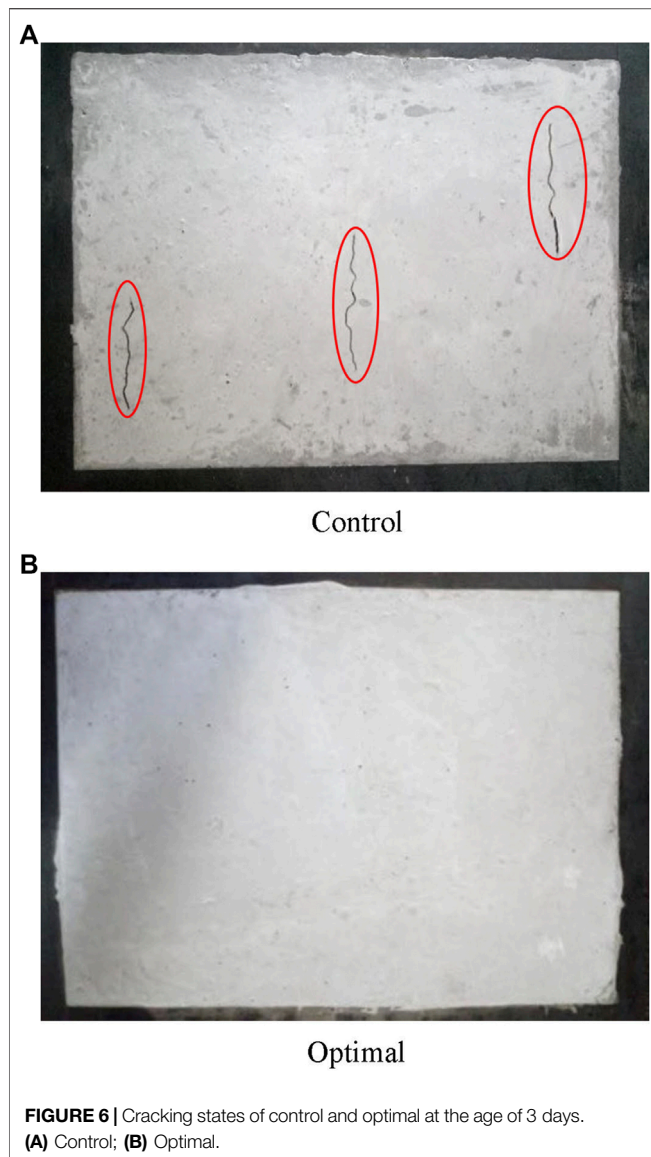 A
Control
B
Optimal
FIGURE 6 | Cracking states of control and optimal at the age of 3 days.
(A) Control; (B) Optimal.